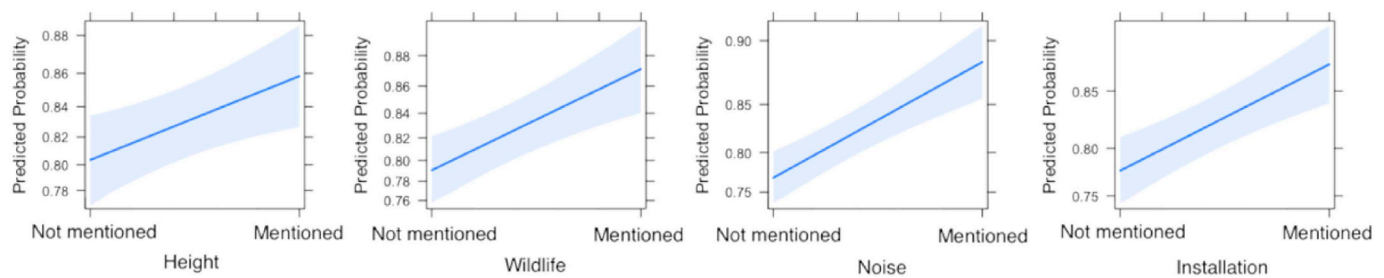 Predicted Probability
0.88
0.86
0.84
0.82
0.80
0.78
Not mentioned
Mentioned
Height
Predicted Probability
0.88
0.86
0.84
0.82
0.80
0.78
0.76
Not mentioned
Mentioned
Wildlife
Predicted Probability
0.90
0.85
0.80
0.75
Not mentioned
Mentioned
Noise
Predicted Probability
0.85
0.80
0.75
Not mentioned
Mentioned
Installation